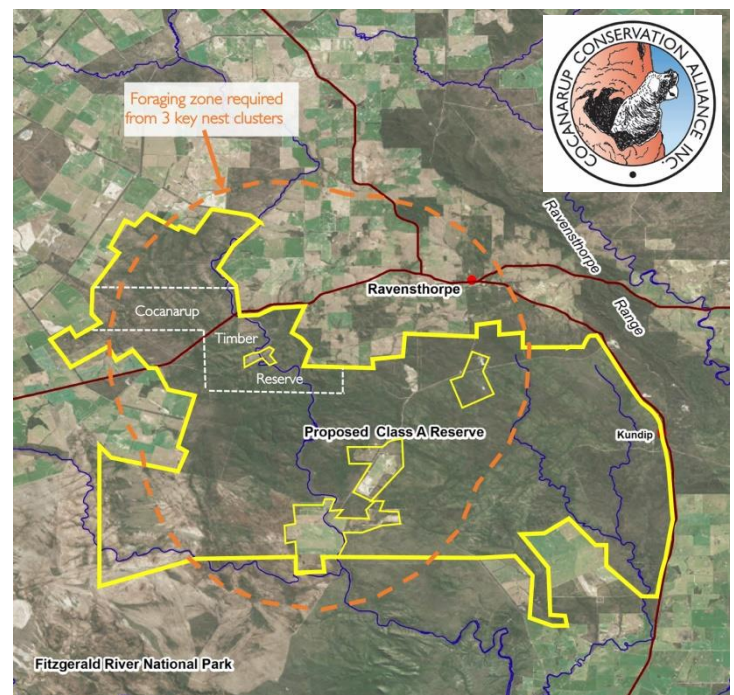 Foraging zone required
from 3 key nest clusters
COCANARUP CONSERVATION ALLIANCE INC.
Ravensthorpe
Range
Ravensthorpe
Cocanarup
Timber
Reserve
Proposed Class A Reserve
Kundip
Fitzgerald River National Park